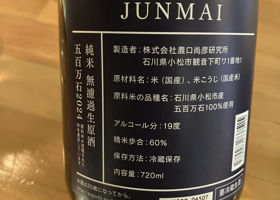 JUNMAI
純米 無濾過生原酒
五百万石2024
製造者：株式会社農口尚彦研究所
石川県小松市観音下町ワ1番地1
原材料名：米（国産）、米こうじ（国産米）
原料米の品種名：石川県小松市産
五百万石100%使用
アルコール分：19度
精米歩合：60%
保存方法：冷蔵保存
内容量：720ml